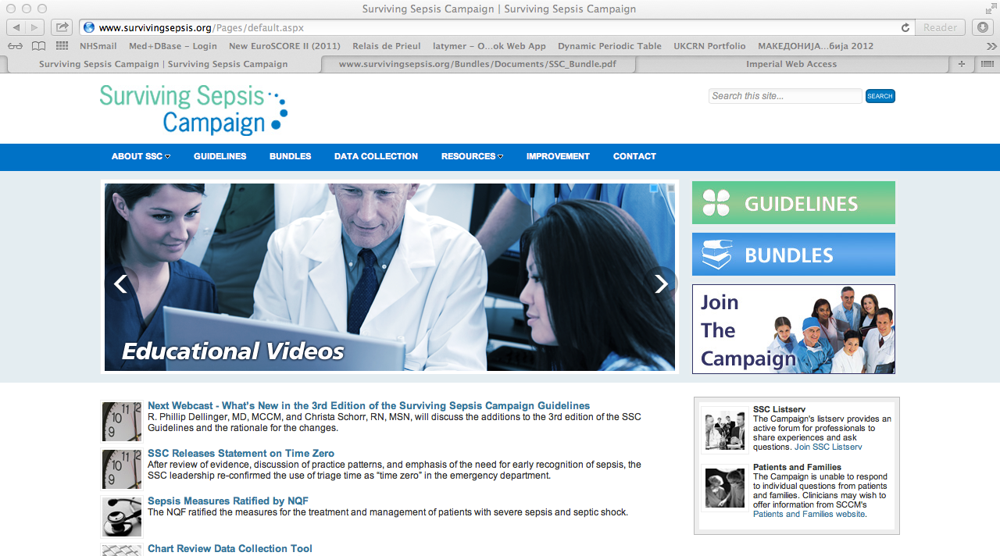 Surviving Sepsis Campaign | Surviving Sepsis Campaign
www.survivingsepsis.org/Pages/default.aspx
Reader
NHSmail Med+DBase – Login New EuroSCORE II (2011) Relais de Prieul latymer – O...ok Web App Dynamic Periodic Table UKCRN Portfolio МАКЕДОНИЈА...бија 2012
Surviving Sepsis Campaign | Surviving Sepsis Campaign www.survivingsepsis.org/Bundles/Documents/SSC_Bundle.pdf Imperial Web Access
Surviving Sepsis
Campaign
Search this site...
SEARCH
ABOUT SSC GUIDELINES BUNDLES DATA COLLECTION RESOURCES IMPROVEMENT CONTACT
Educational Videos
GUIDELINES
BUNDLES
Join
The
Campaign
Next Webcast - What's New in the 3rd Edition of the Surviving Sepsis Campaign Guidelines
R. Phillip Dellinger, MD, MCCM, and Christa Schorr, RN, MSN, will discuss the additions to the 3rd edition of the SSC
Guidelines and the rationale for the changes.
SSC Releases Statement on Time Zero
After review of evidence, discussion of practice patterns, and emphasis of the need for early recognition of sepsis, the
SSC leadership re-confirmed the use of triage time as “time zero” in the emergency department.
Sepsis Measures Ratified by NQF
The NQF ratified the measures for the treatment and management of patients with severe sepsis and septic shock.
Chart Review Data Collection Tool
10 11 12
9
8
10 11 12
9
8
SSC Listserv
The Campaign's listserv provides an
active forum for professionals to
share experiences and ask
questions. Join SSC Listserv
Patients and Families
The Campaign is unable to respond
to individual questions from patients
and families. Clinicians may wish to
offer information from SCCM's
Patients and Families website.